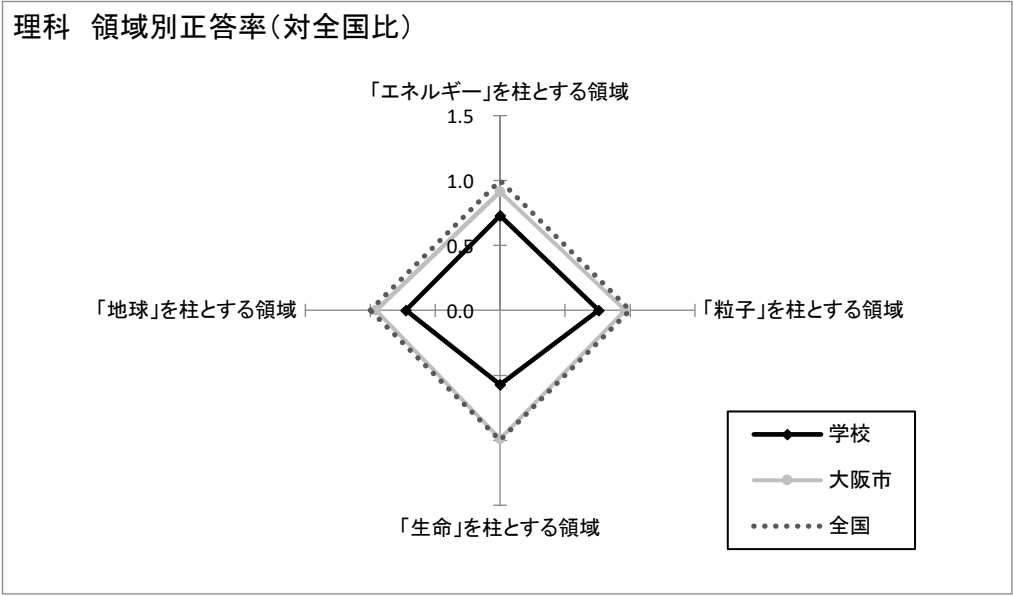 理科　領域別正答率（対全国比）
「エネルギー」を柱とする領域
1.5
1.0
0.5
「地球」を柱とする領域
0.0
「粒子」を柱とする領域
「生命」を柱とする領域
学校
大阪市
全国